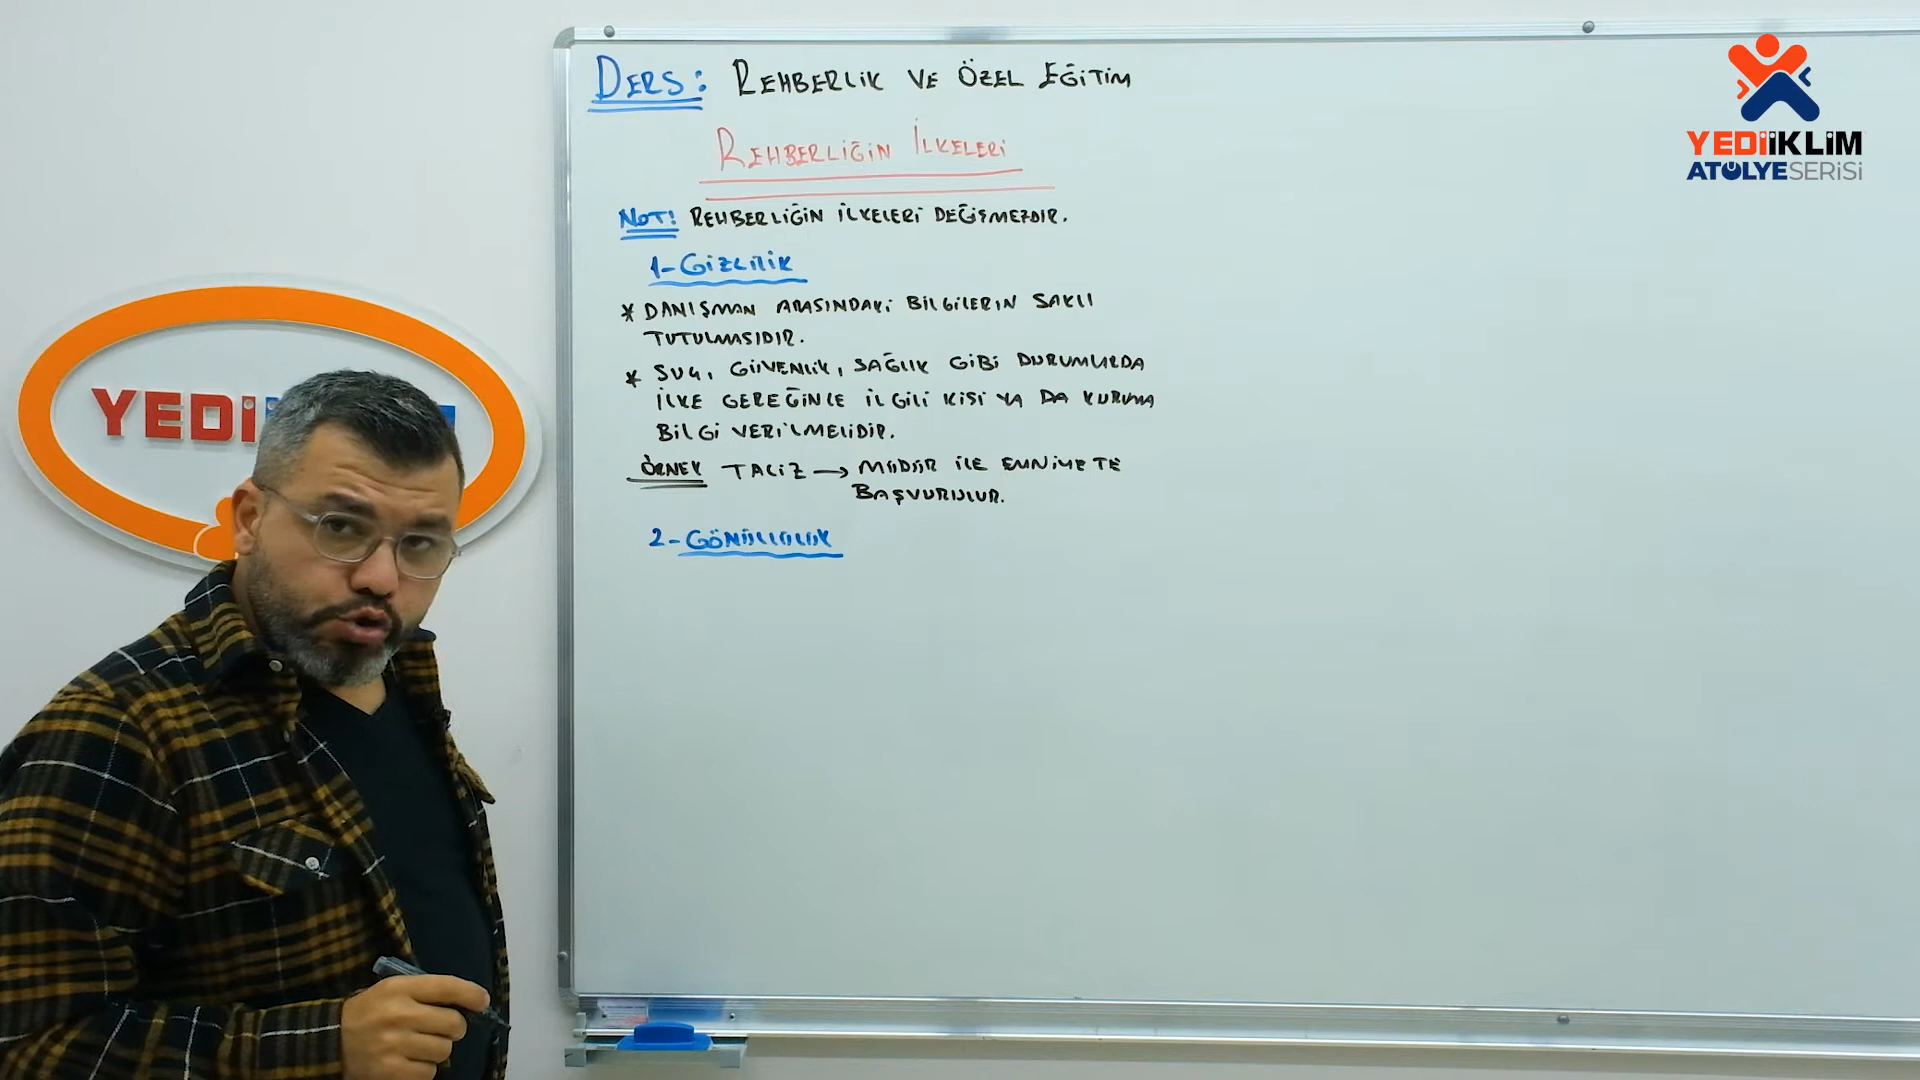 DERS: REHBERLİK VE ÖZEL EĞİTİM
REHBERLİĞİN İLKELERİ
NOT! REHBERLİĞİN İLKELERİ DEĞİŞMEZDİR.
1-GİZLİLİK
* DANIŞMAN ARASINDAKİ BİLGİLERİN SAKLI
TUTULMASIDIR.
* SUÇ, GÜVENLİK, SAĞLIK GİBİ DURUMLARDA
İLKE GEREĞİNCE İLGİLİ KİSİ YA DA KURUMA
BİLGİ VERİLMELİDİR.
ÖRNEK TACİZ → MÜDÜR İLE EMNİYETE
BAŞVURULUR.
2-GÖNÜLLÜLÜK
YEDİİKLİM
ATÖLYESERİSİ
YEDİ